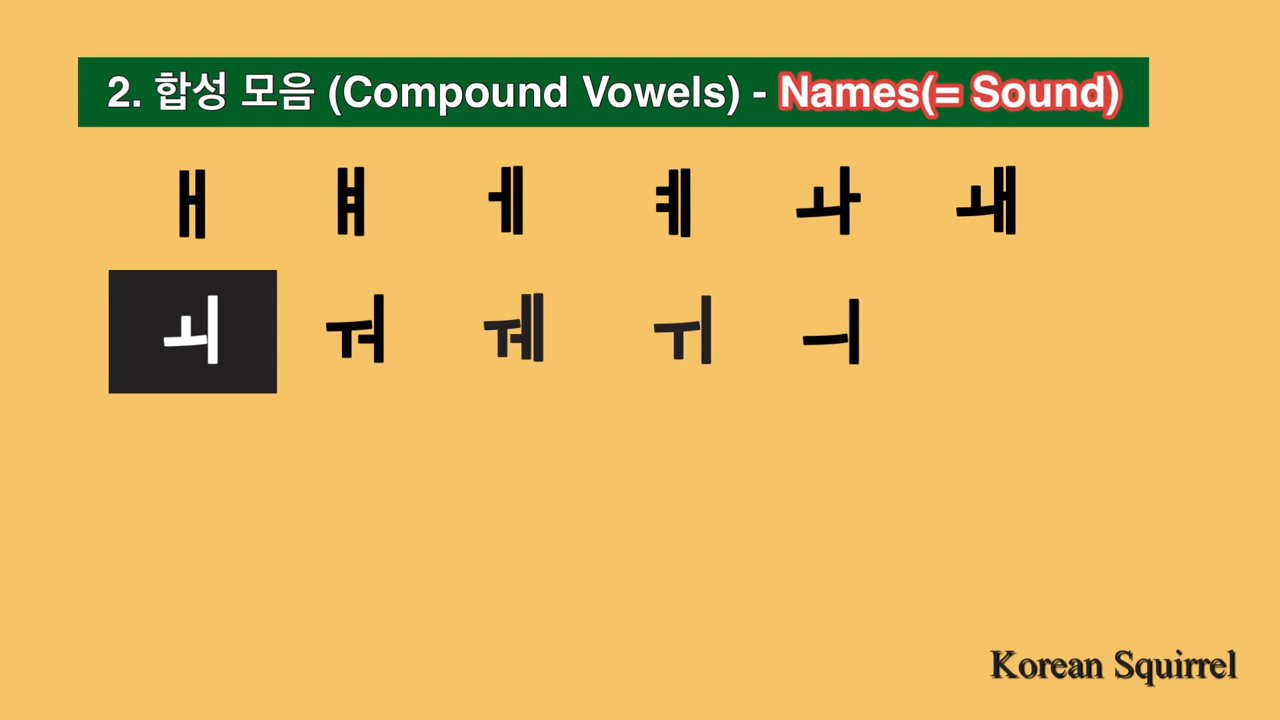 2. 합성 모음 (Compound Vowels) - Names(= Sound)
ㅐ ㅒ ㅔ ㅖ ㅘ ㅙ
ㅚ ㅝ ㅞ ㅟ ㅢ
Korean Squirrel